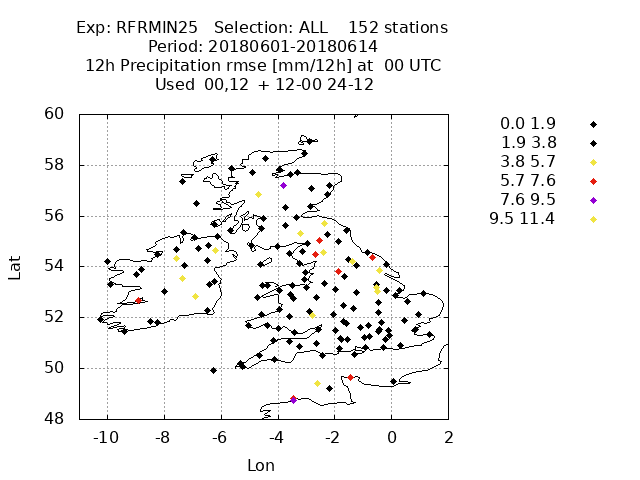 Exp: RFRMIN25 Selection: ALL 152 stations
Period: 20180601-20180614
12h Precipitation rmse [mm/12h] at 00 UTC
Used 00,12 + 12-00 24-12
60
58
56
54
52
50
48
Lat
-10 -8 -6 -4 -2 0 2
Lon
0.0 1.9
1.9 3.8
3.8 5.7
5.7 7.6
7.6 9.5
9.5 11.4